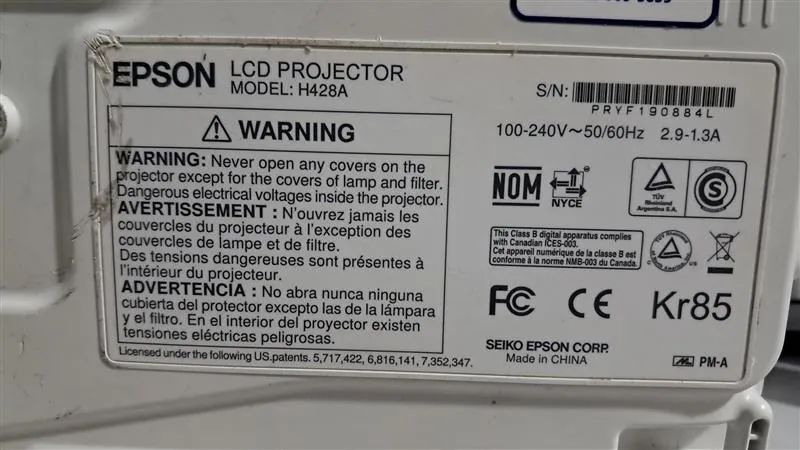 EPSON LCD PROJECTOR
MODEL: H428A
S/N:
PRYF190884L
100-240V～50/60Hz 2.9-1.3A
WARNING
WARNING: Never open any covers on the
projector except for the covers of lamp and filter.
Dangerous electrical voltages inside the projector.
AVERTISSEMENT : N'ouvrez jamais les
couvercles du projecteur à l'exception des
couvercles de lampe et de filtre.
Des tensions dangereuses sont présentes à
l'intérieur du projecteur.
ADVERTENCIA : No abra nunca ninguna
cubierta del protector excepto las de la lámpara
y el filtro. En el interior del proyector existen
tensiones eléctricas peligrosas.
Licensed under the following US.patents. 5,717,422, 6,816,141, 7,352,347.
NOM
NYCE
TÜV
Rheinland
Argentina S.A.
S
This Class B digital apparatus complies
with Canadian ICES-003.
Cet appareil numérique de la classe B est
conforme à la norme NMB-003 du Canada.
FC CE Kr85
SEIKO EPSON CORP.
Made in CHINA
PM-A